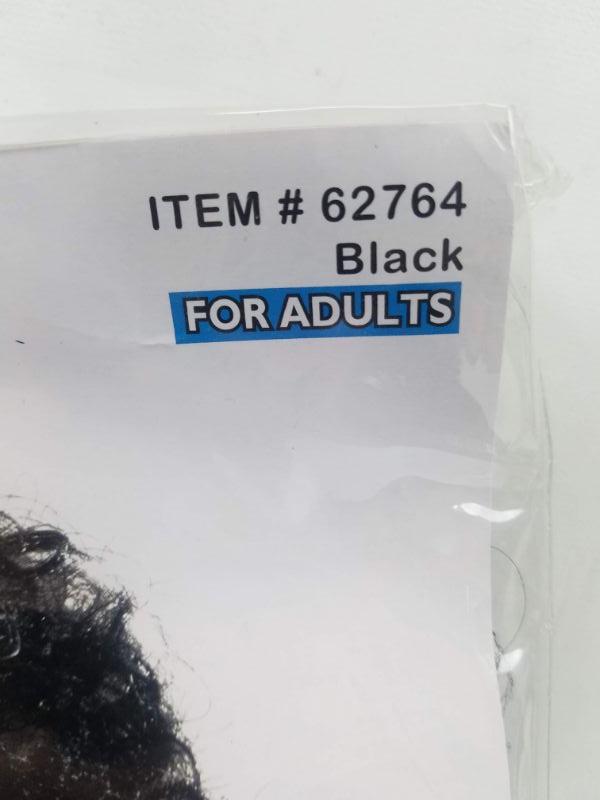 ITEM # 62764
Black
FOR ADULTS